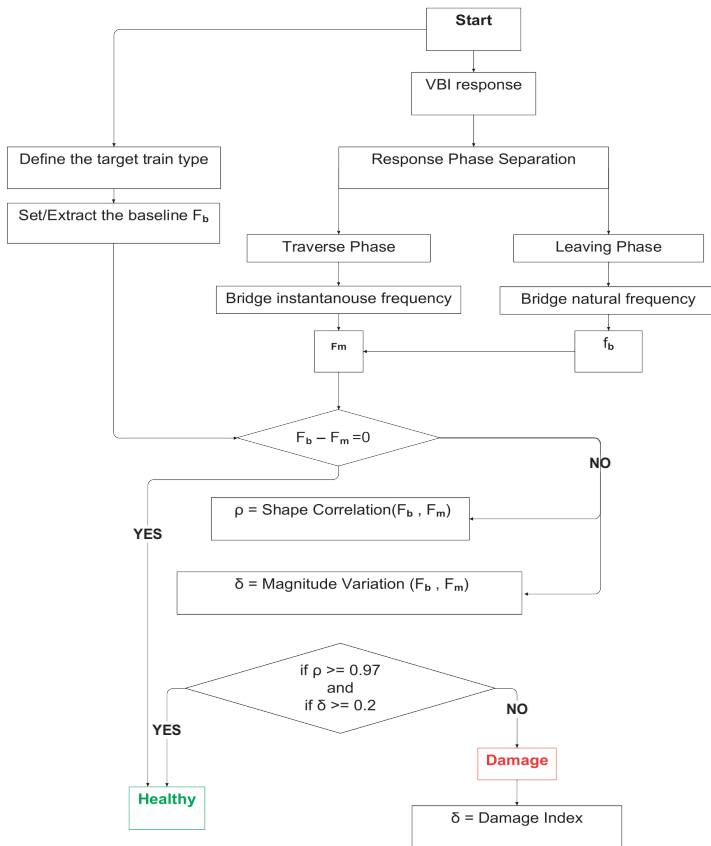 Start
VBI response
Define the target train type
Response Phase Separation
Set/Extract the baseline F𝗯
Traverse Phase
Leaving Phase
Bridge instantanouse frequency
Bridge natural frequency
Fm
f𝗯
F𝗯 – F𝗺 =0
NO
ρ = Shape Correlation(F𝗯 , F𝗺)
YES
δ = Magnitude Variation (F𝗯 , F𝗺)
if ρ >= 0.97
and
if δ >= 0.2
YES
NO
Damage
Healthy
δ = Damage Index